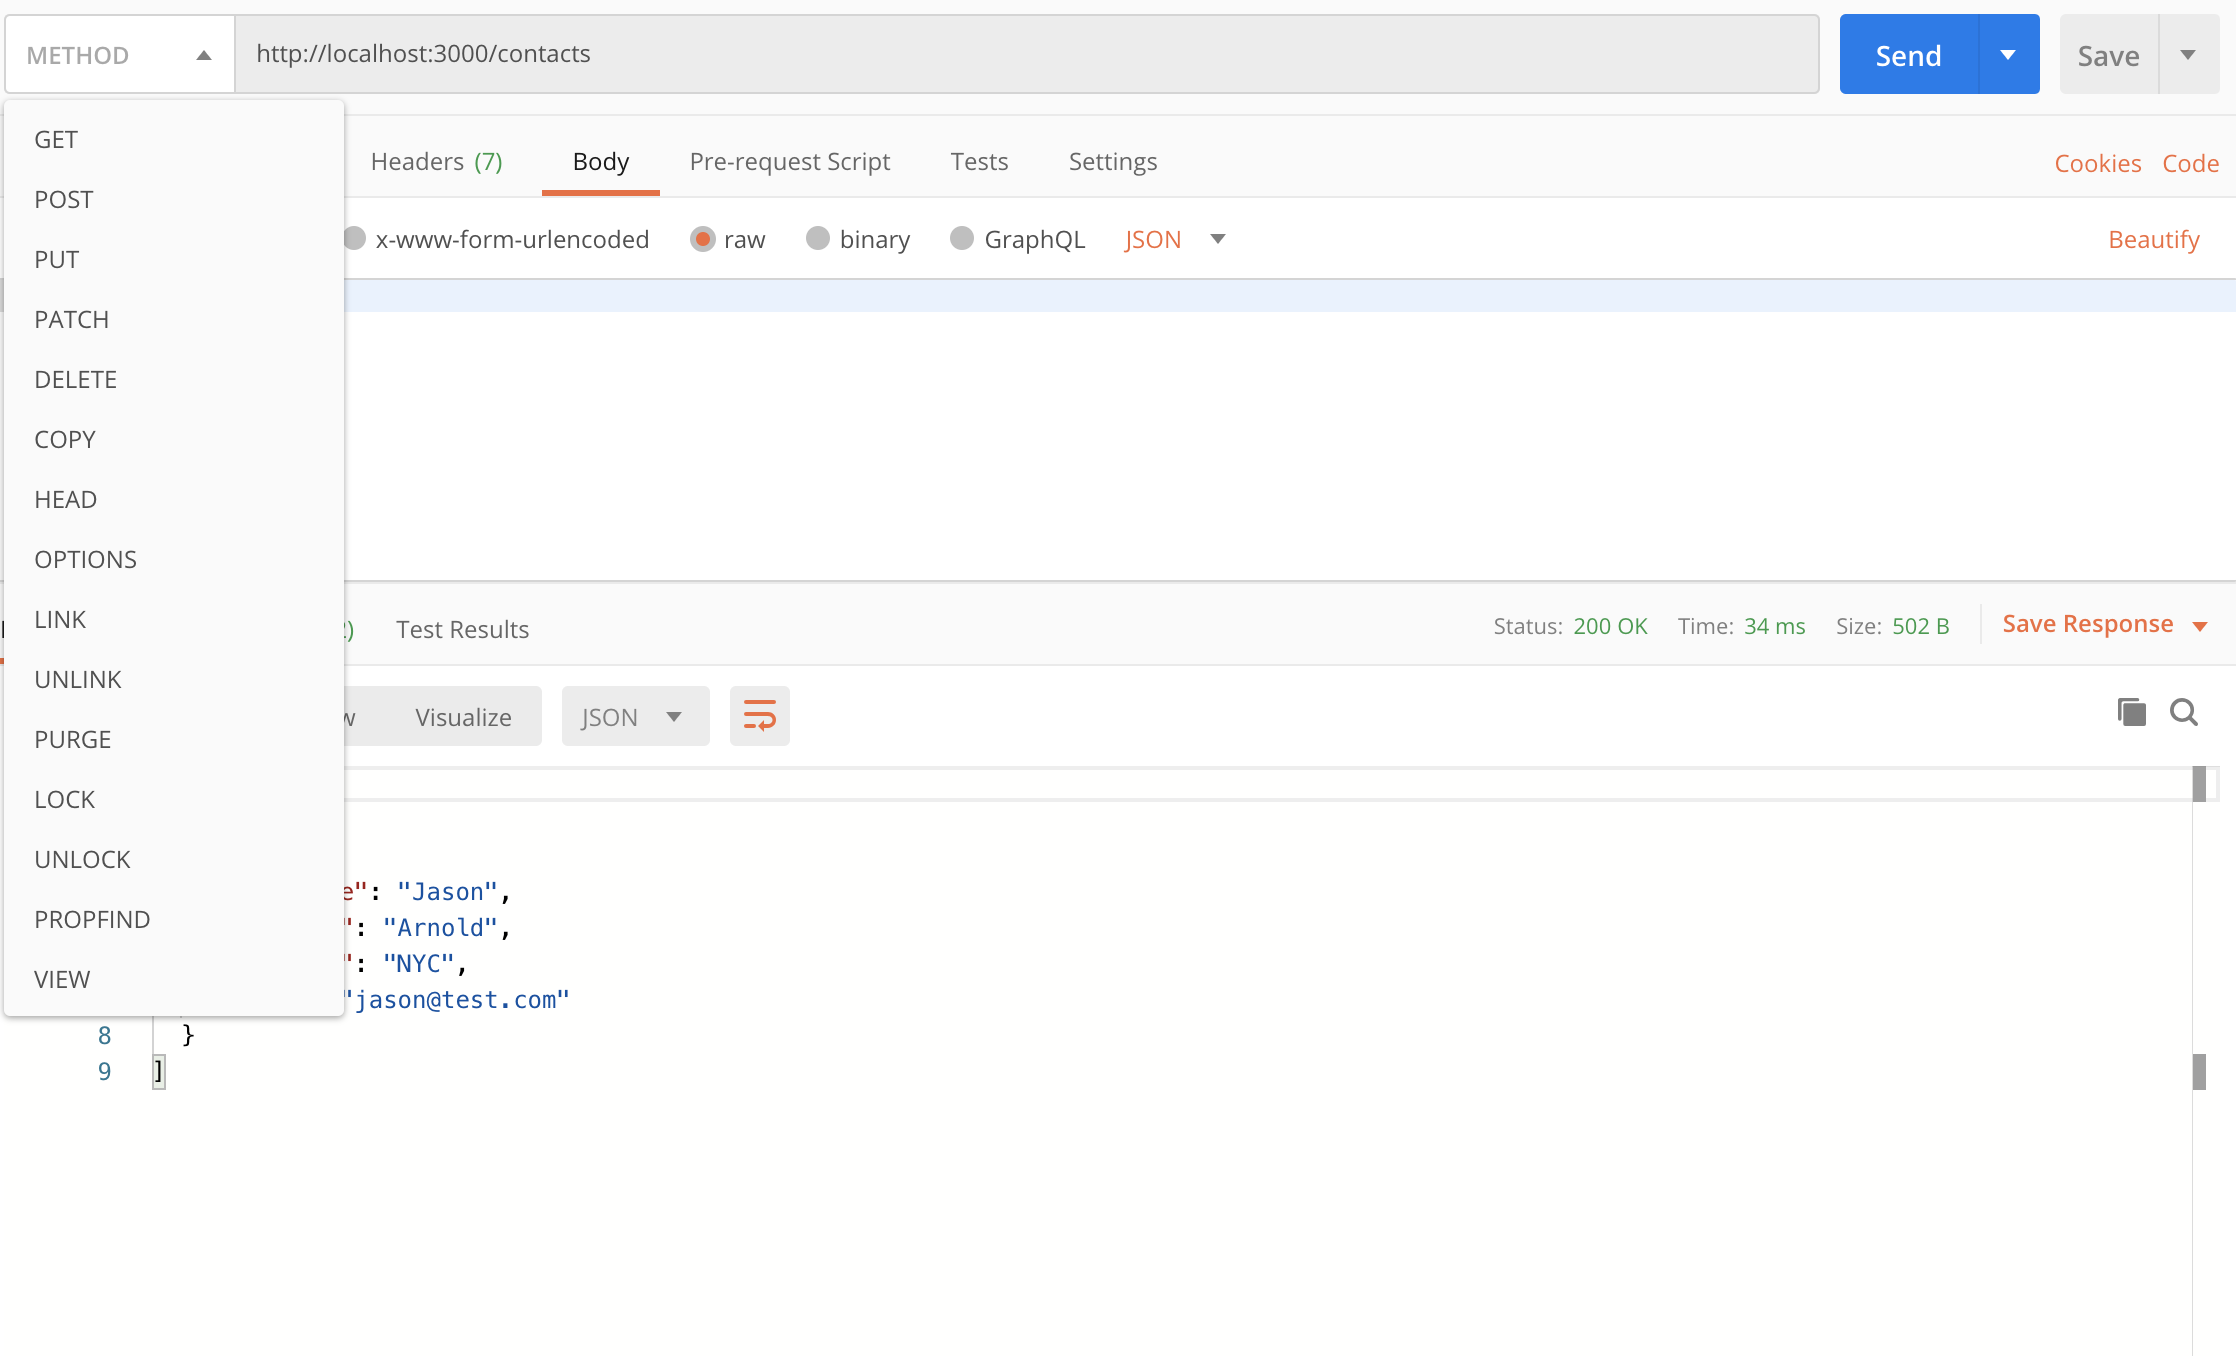 METHOD http://localhost:3000/contacts Send Save
GET
POST
PUT
PATCH
DELETE
COPY
HEAD
OPTIONS
LINK
UNLINK
PURGE
LOCK
UNLOCK
PROPFIND
VIEW
Headers (7) Body Pre-request Script Tests Settings Cookies Code
x-www-form-urlencoded raw binary GraphQL JSON Beautify
Test Results Status: 200 OK Time: 34 ms Size: 502 B Save Response
Visualize JSON
e": "Jason",
": "Arnold",
": "NYC",
"jason@test.com"
8 }
9 ]